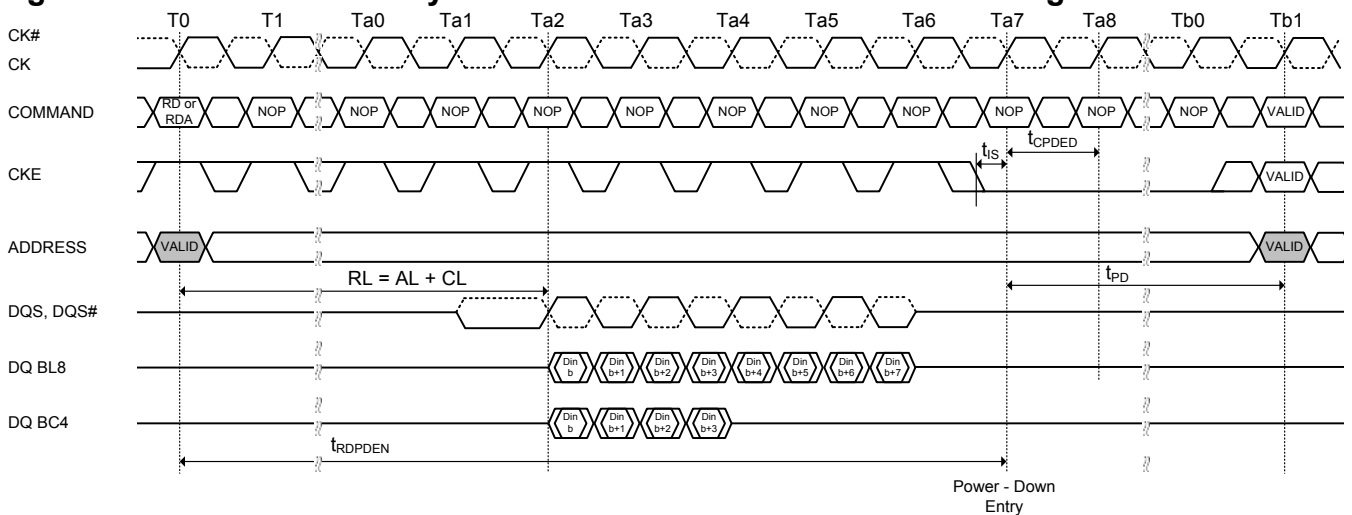 T0 T1 Ta0 Ta1 Ta2 Ta3 Ta4 Ta5 Ta6 Ta7 Ta8 Tb0 Tb1
CK#
CK
COMMAND
RD or
RDA
NOP NOP NOP NOP NOP NOP NOP NOP NOP NOP NOP VALID
tIS
tCPDED
CKE
VALID
ADDRESS
VALID
VALID
RL = AL + CL
tPD
DQS, DQS#
DQ BL8
Din
b
Din
b+1
Din
b+2
Din
b+3
Din
b+4
Din
b+5
Din
b+6
Din
b+7
DQ BC4
Din
b
Din
b+1
Din
b+2
Din
b+3
tRDPDEN
Power - Down
Entry